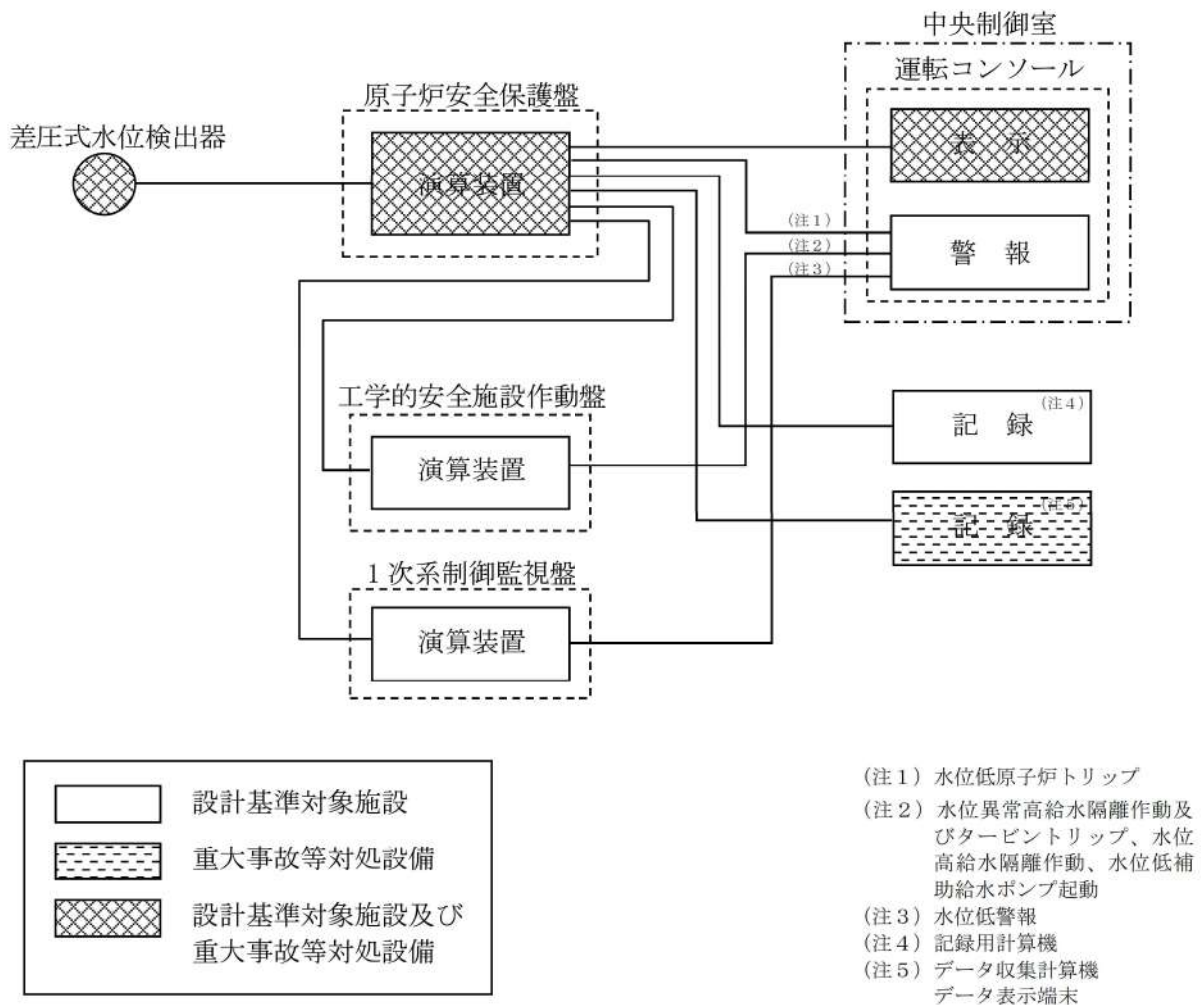 中央制御室
運転コンソール
原子炉安全保護盤
差圧式水位検出器
演算装置
表 示
(注1)
(注2)
(注3)
警 報
工学的安全施設作動盤
演算装置
記 録
(注4)
記 録
(注5)
1次系制御監視盤
演算装置
設計基準対象施設
重大事故等対処設備
設計基準対象施設及び
重大事故等対処設備
(注1) 水位低原子炉トリップ
(注2) 水位異常高給水隔離作動及
びタービントリップ、水位
高給水隔離作動、水位低補
助給水ポンプ起動
(注3) 水位低警報
(注4) 記録用計算機
(注5) データ収集計算機
データ表示端末